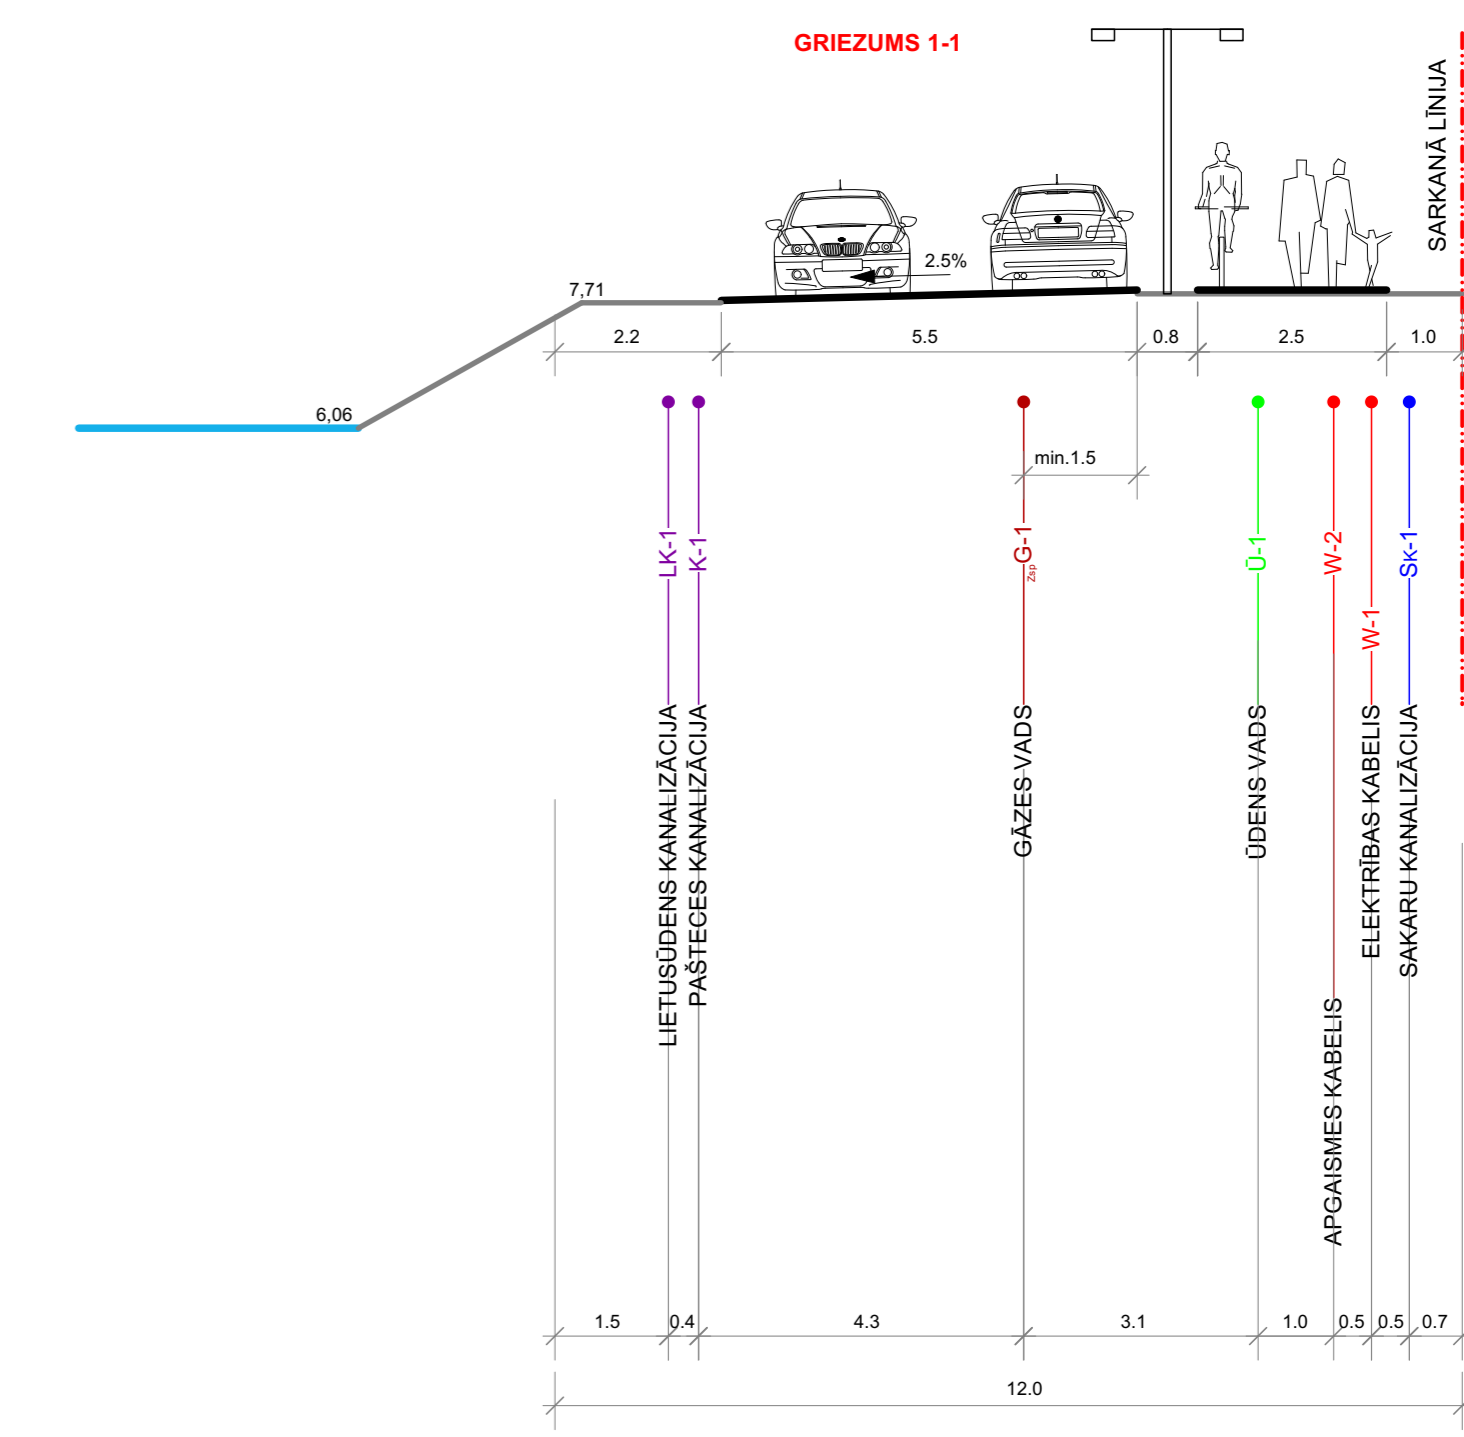 GRIEZUMS 1-1
SARKANĀ LĪNIJA
2.5%
7,71
2.2
5.5
0.8
2.5
1.0
6,06
min.1.5
LK-1
K-1
ZspG-1
Ū-1
W-2
W-1
SK-1
LIETUSŪDENS KANALIZĀCIJA
PAŠTECES KANALIZĀCIJA
GĀZES VADS
ŪDENS VADS
APGAISMES KABELIS
ELEKTRĪBAS KABELIS
SAKARU KANALIZĀCIJA
1.5
0.4
4.3
3.1
1.0
0.5
0.5
0.7
12.0